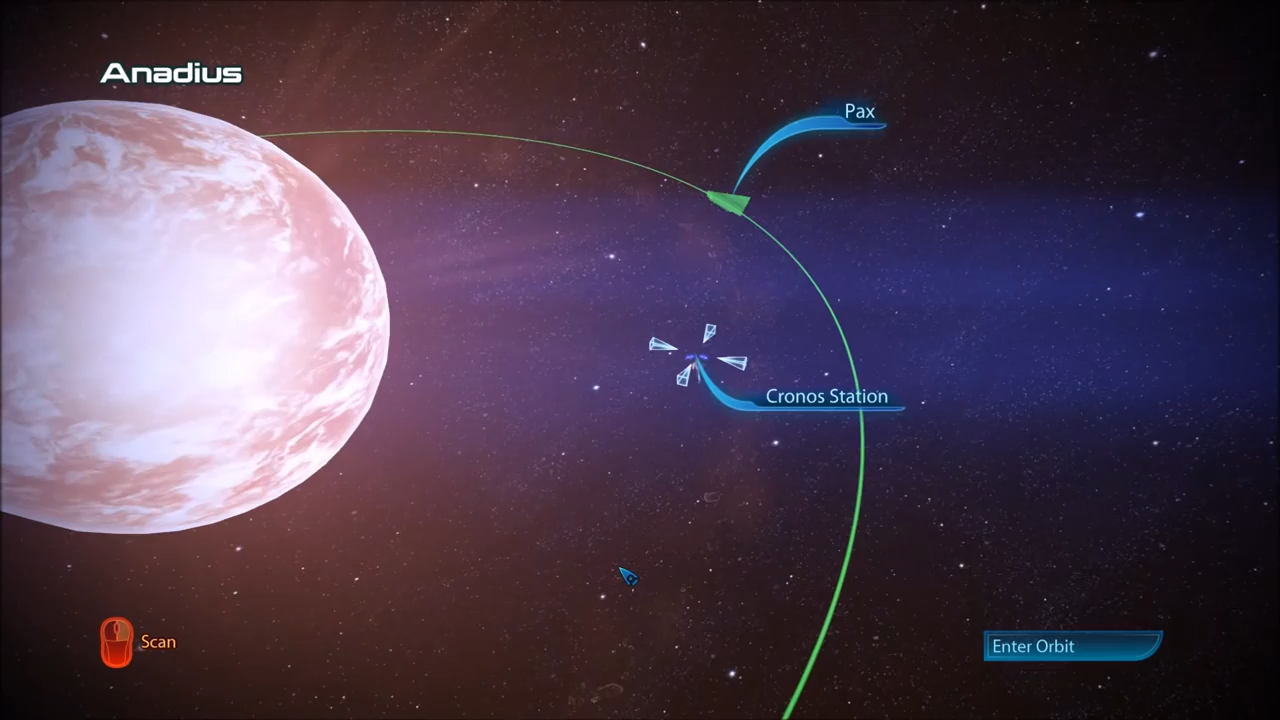 Anadius
Pax
Cronos Station
Scan
Enter Orbit